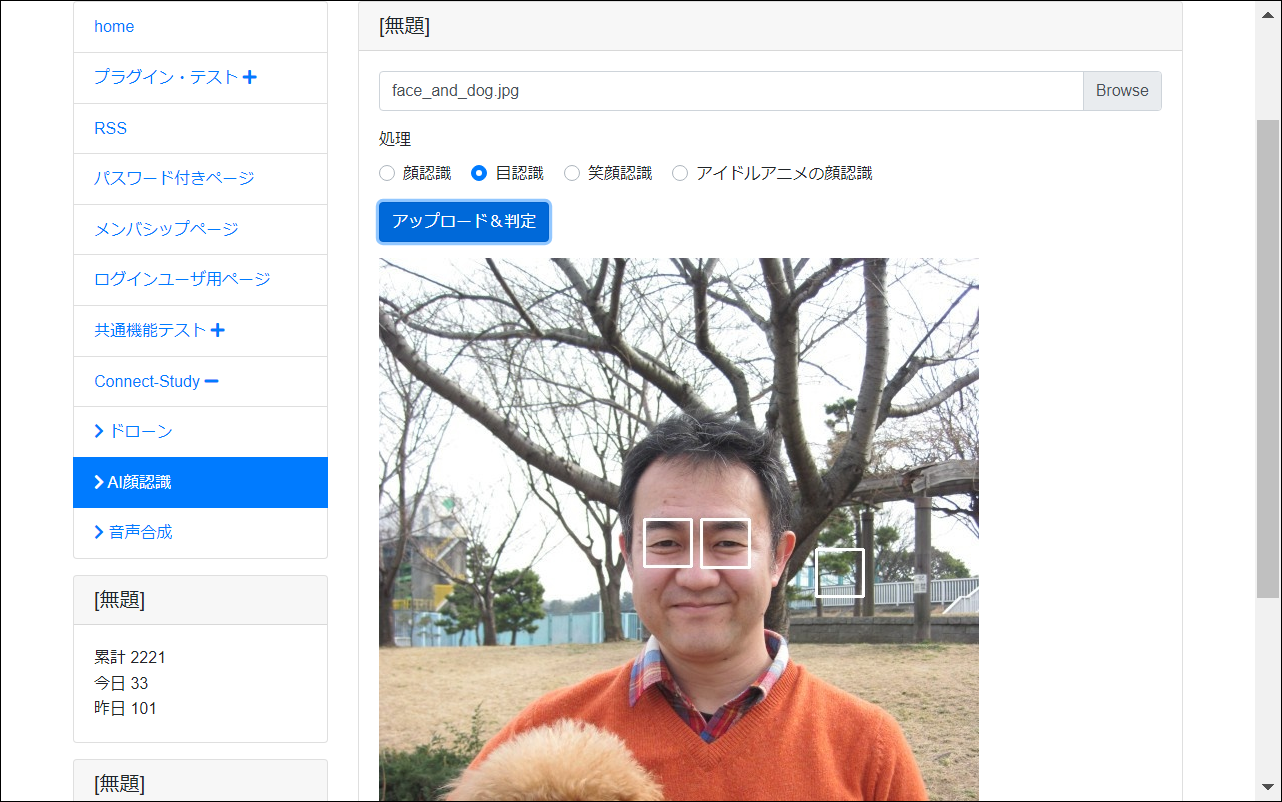 home
プラグイン・テスト
RSS
パスワード付きページ
メンバシップページ
ログインユーザ用ページ
共通機能テスト
Connect-Study
ドローン
AI顔認識
音声合成
[無題]
累計 2221
今日 33
昨日 101
[無題]
[無題]
face_and_dog.jpg Browse
処理
顔認識 目認識 笑顔認識 アイドルアニメの顔認識
アップロード＆判定